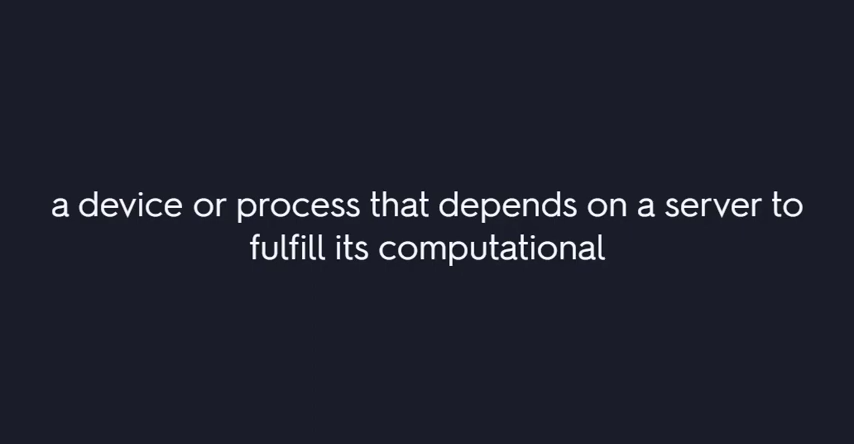 a device or process that depends on a server to
fulfill its computational